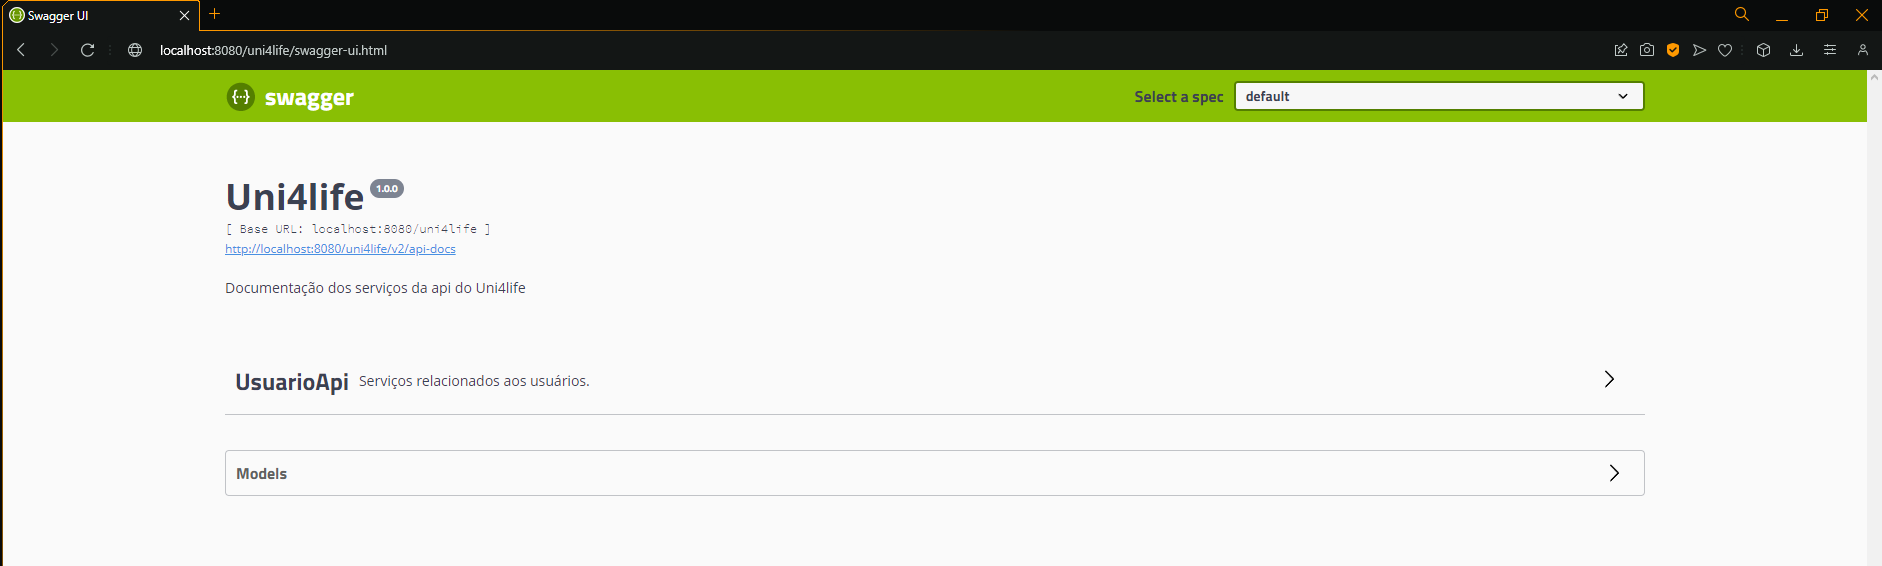 Swagger UI
localhost:8080/uni4life/swagger-ui.html
{···} swagger
Select a spec
default
Uni4life 1.0.0
[ Base URL: localhost:8080/uni4life ]
http://localhost:8080/uni4life/v2/api-docs
Documentação dos serviços da api do Uni4life
UsuarioApi Serviços relacionados aos usuários.
Models